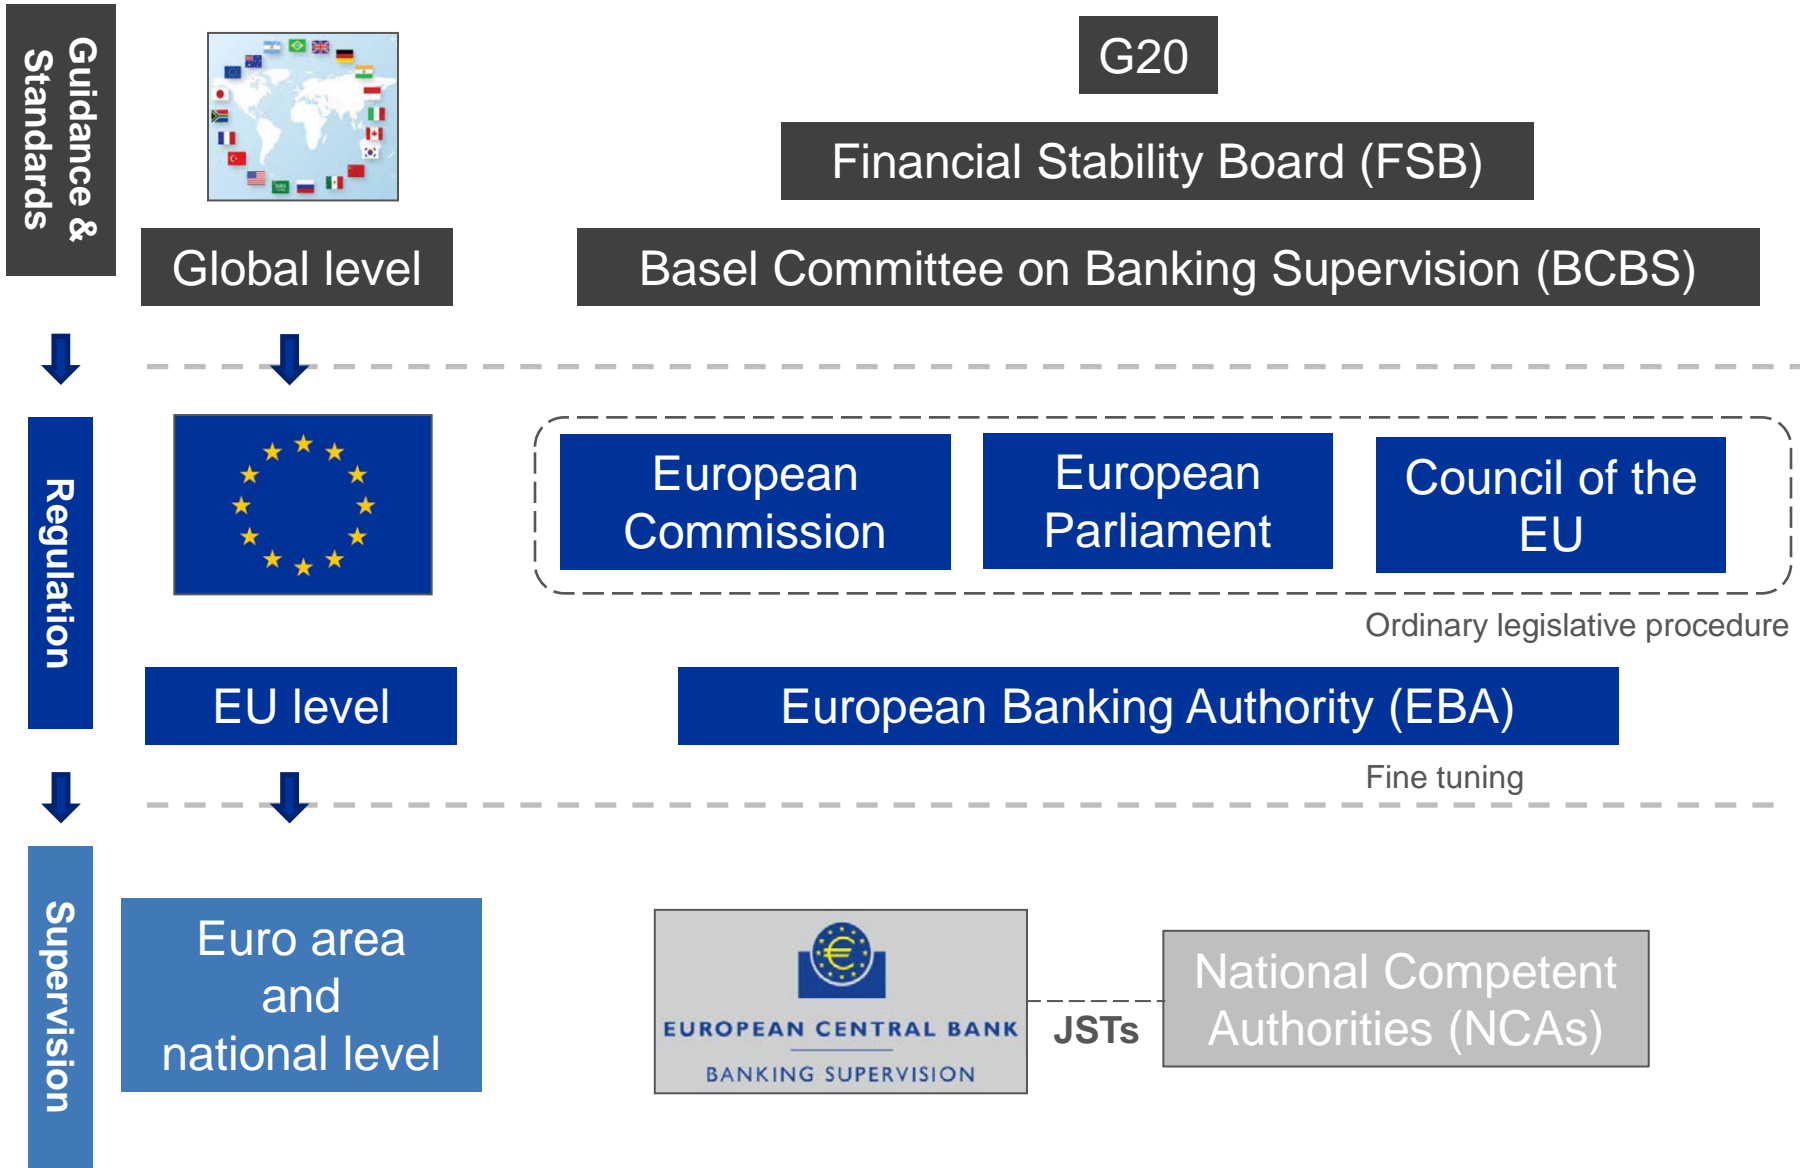 Guidance &
Standards
G20
Financial Stability Board (FSB)
Global level
Basel Committee on Banking Supervision (BCBS)
Regulation
European
Commission
European
Parliament
Council of the
EU
Ordinary legislative procedure
EU level
European Banking Authority (EBA)
Fine tuning
Supervision
Euro area
and
national level
€
EUROPEAN CENTRAL BANK
BANKING SUPERVISION
JSTs
National Competent
Authorities (NCAs)